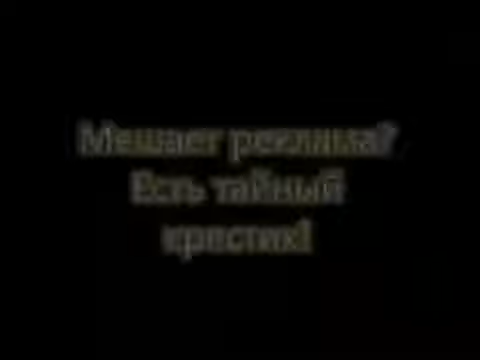 Мешает реклама?
Есть тайный
крестик!